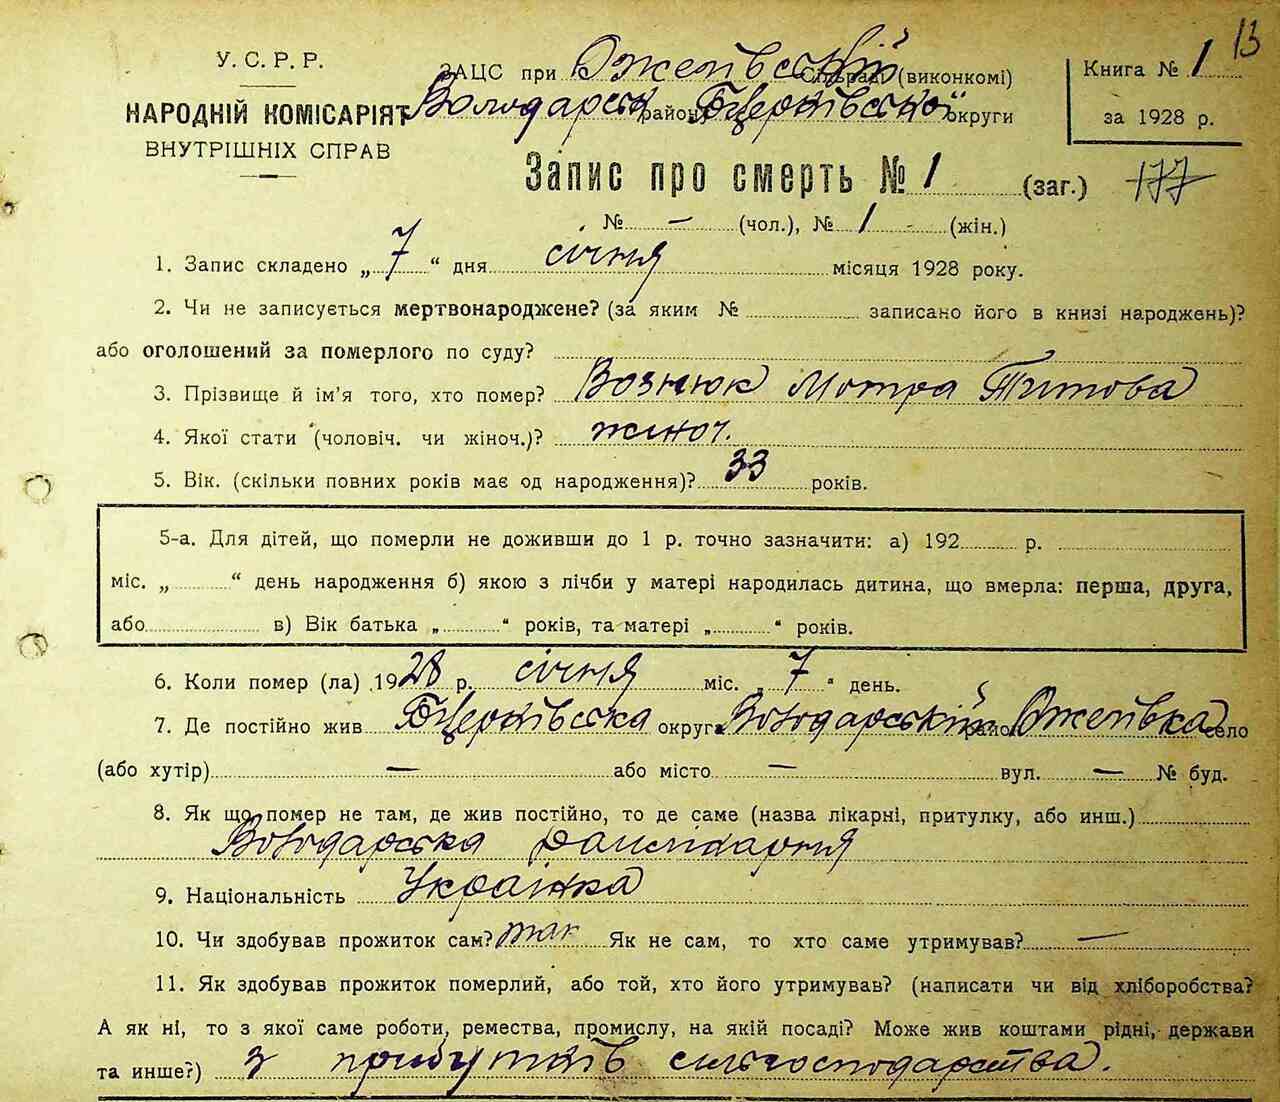 13
У. С. Р. Р.
НАРОДНІЙ КОМІСАРІЯТ
ВНУТРІШНІХ СПРАВ
ЗАЦС при Ожегівській сільраді (виконкомі)
Володарськ району Бцерківської округи
Книга № 1
за 1928 р.
Запис про смерть № 1 (заг.) 177
№ — (чол.), № 1 (жін.)
1. Запис складено „7“ дня січня місяця 1928 року.
2. Чи не записується мертвонароджене? (за яким № записано його в книзі народжень)?
або оголошений за померлого по суду?
3. Прізвище й ім'я того, хто помер? Вознюк Мотра Титова
4. Якої стати (чоловіч. чи жіноч.)? жіноч.
5. Вік. (скільки повних років має од народження)? 33 років.
5-а. Для дітей, що померли не доживши до 1 р. точно зазначити: а) 192 р.
міс. „ “ день народження б) якою з лічби у матері народилась дитина, що вмерла: перша, друга,
або в) Вік батька „ “ років, та матері „ “ років.
6. Коли помер (ла) 1928 р. січня міс. „7“ день.
7. Де постійно жив Бцерківська округа Володарський район Ожегівка село
(або хутір) — або місто — вул. — № буд.
8. Як що помер не там, де жив постійно, то де саме (назва лікарні, притулку, або инш.)
Володарська
9. Національність Українка
10. Чи здобував прожиток сам? так Як не сам, то хто саме утримував? —
11. Як здобував прожиток померлий, або той, хто його утримував? (написати чи від хліборобства?
А як ні, то з якої саме роботи, ремества, промислу, на якій посаді? Може жив коштами рідні, держави
та инше?) з прибутків сільгосподарства.